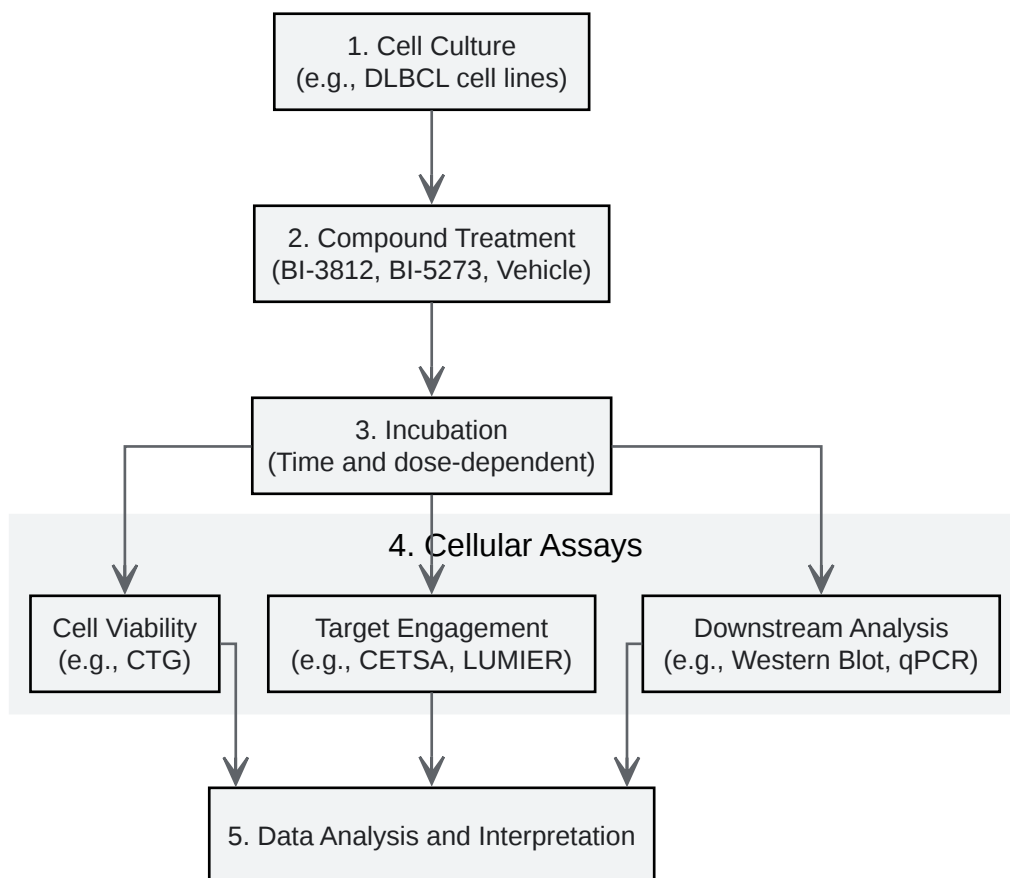 1. Cell Culture
(e.g., DLBCL cell lines)
2. Compound Treatment
(BI-3812, BI-5273, Vehicle)
3. Incubation
(Time and dose-dependent)
4. Cellular Assays
Cell Viability
(e.g., CTG)
Target Engagement
(e.g., CETSA, LUMIER)
Downstream Analysis
(e.g., Western Blot, qPCR)
5. Data Analysis and Interpretation